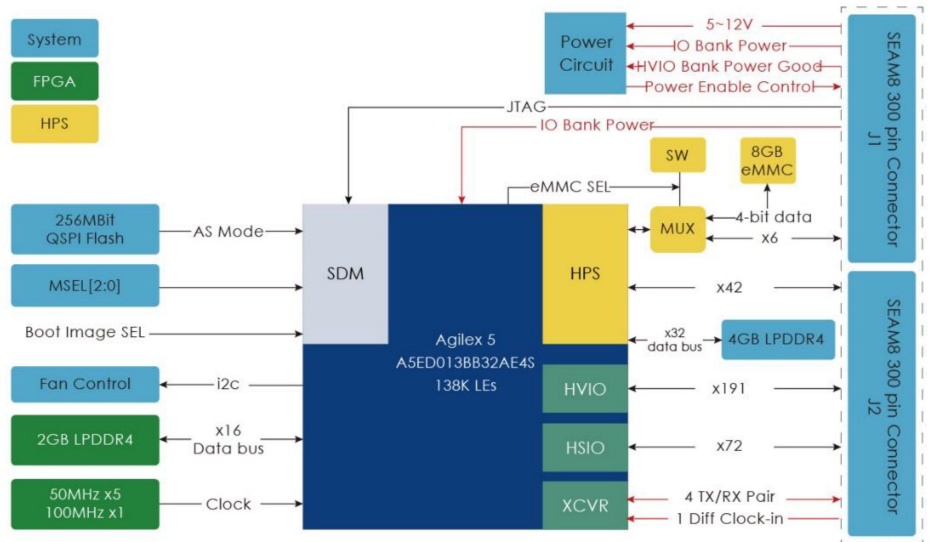 System
FPGA
HPS
Power
Circuit
5~12V
IO Bank Power
HVIO Bank Power Good
Power Enable Control
SEAM8 300 pin Connector
J1
JTAG
IO Bank Power
SW
8GB
eMMC
eMMC SEL
MUX
4-bit data
x6
256MBit
QSPI Flash
AS Mode
SDM
HPS
x42
MSEL[2:0]
Boot Image SEL
Agilex 5
A5ED013BB32AE4S
138K LEs
x32
data bus
4GB LPDDR4
SEAM8 300 pin Connector
J2
Fan Control
i2c
HVIO
x191
2GB LPDDR4
x16
Data bus
HSIO
x72
50MHz x5
100MHz x1
Clock
XCVR
4 TX/RX Pair
1 Diff Clock-in